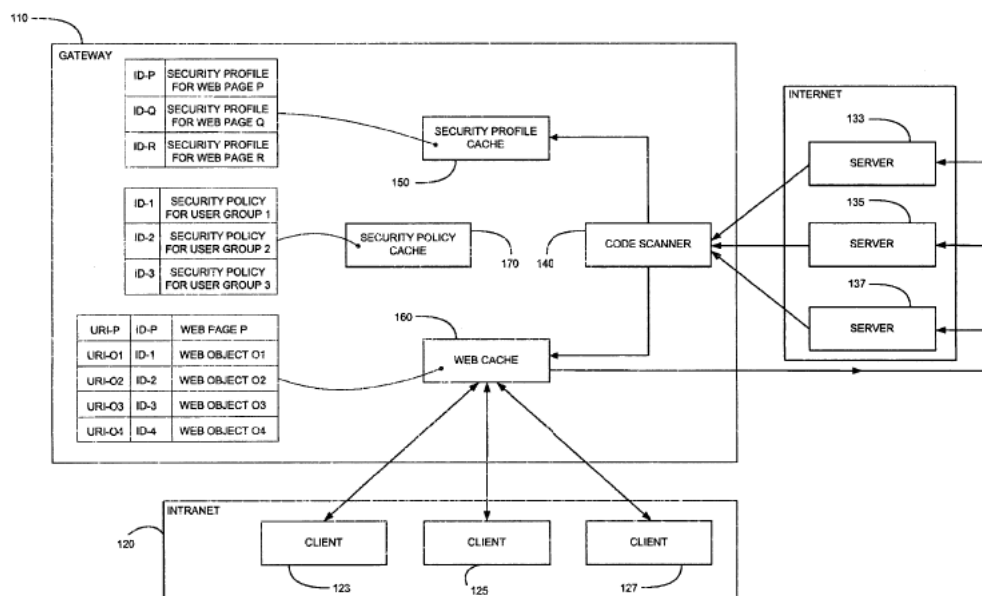 110
GATEWAY
ID-P SECURITY PROFILE
FOR WEB PAGE P
ID-Q SECURITY PROFILE
FOR WEB PAGE Q
ID-R SECURITY PROFILE
FOR WEB PAGE R
SECURITY PROFILE
CACHE
150
ID-1 SECURITY POLICY
FOR USER GROUP 1
ID-2 SECURITY POLICY
FOR USER GROUP 2
ID-3 SECURITY POLICY
FOR USER GROUP 3
SECURITY POLICY
CACHE
170
140
CODE SCANNER
INTERNET
133
SERVER
135
SERVER
137
SERVER
URI-P ID-P WEB PAGE P
URI-O1 ID-1 WEB OBJECT O1
URI-O2 ID-2 WEB OBJECT O2
URI-O3 ID-3 WEB OBJECT O3
URI-O4 ID-4 WEB OBJECT O4
160
WEB CACHE
120
INTRANET
CLIENT
CLIENT
CLIENT
123
125
127